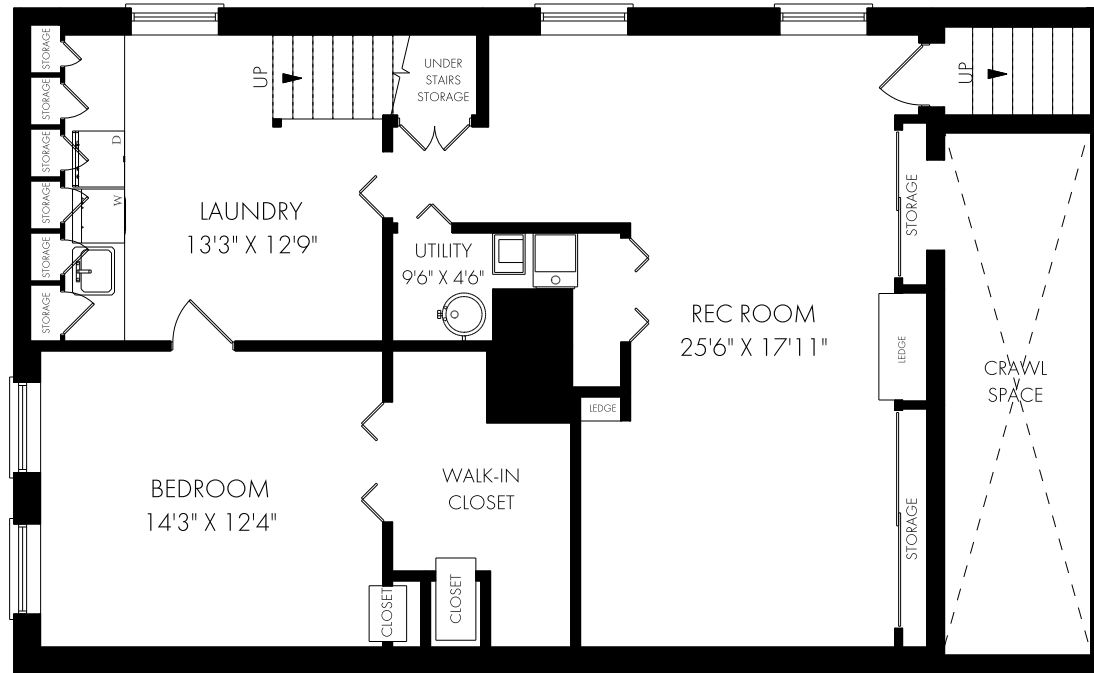 STORAGE
STORAGE
STORAGE
STORAGE
STORAGE
STORAGE
D
W
UP
UNDER
STAIRS
STORAGE
LAUNDRY
13'3" X 12'9"
UTILITY
9'6" X 4'6"
UP
STORAGE
REC ROOM
25'6" X 17'11"
LEDGE
LEDGE
STORAGE
CRAWL
SPACE
BEDROOM
14'3" X 12'4"
WALK-IN
CLOSET
CLOSET
CLOSET